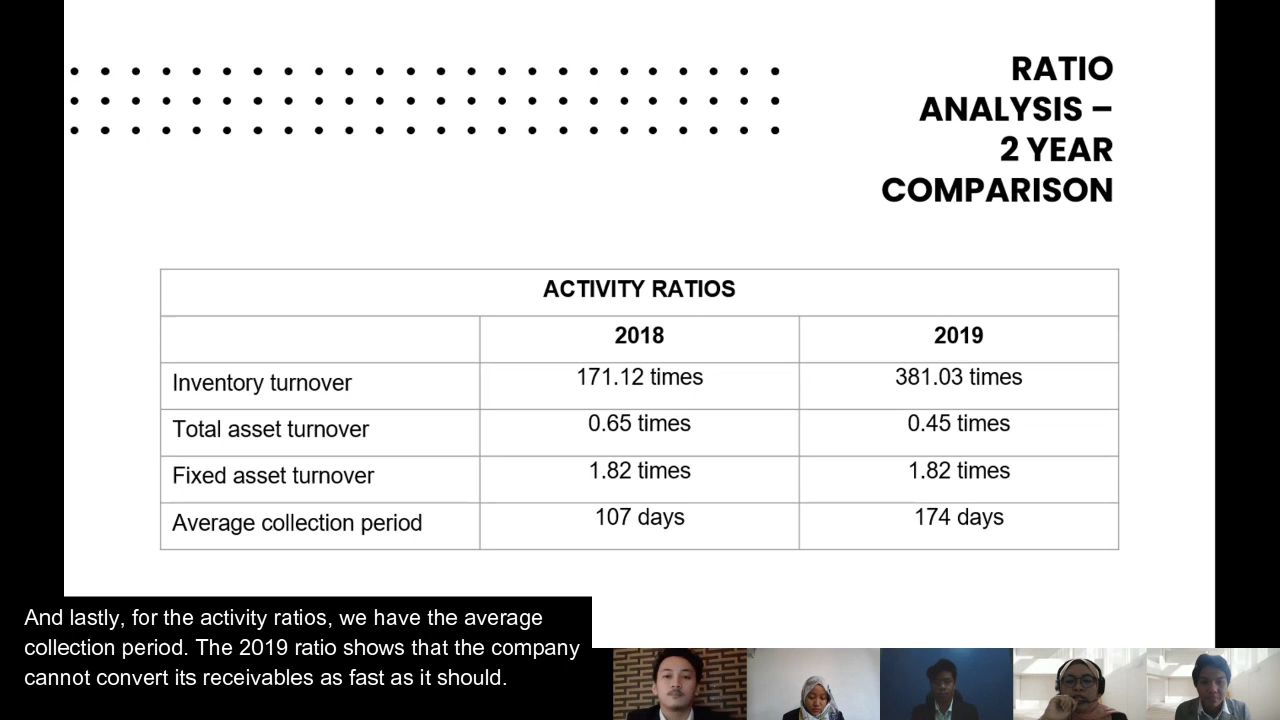 RATIO
ANALYSIS –
2 YEAR
COMPARISON
ACTIVITY RATIOS
2018 2019
Inventory turnover 171.12 times 381.03 times
Total asset turnover 0.65 times 0.45 times
Fixed asset turnover 1.82 times 1.82 times
Average collection period 107 days 174 days
And lastly, for the activity ratios, we have the average
collection period. The 2019 ratio shows that the company
cannot convert its receivables as fast as it should.